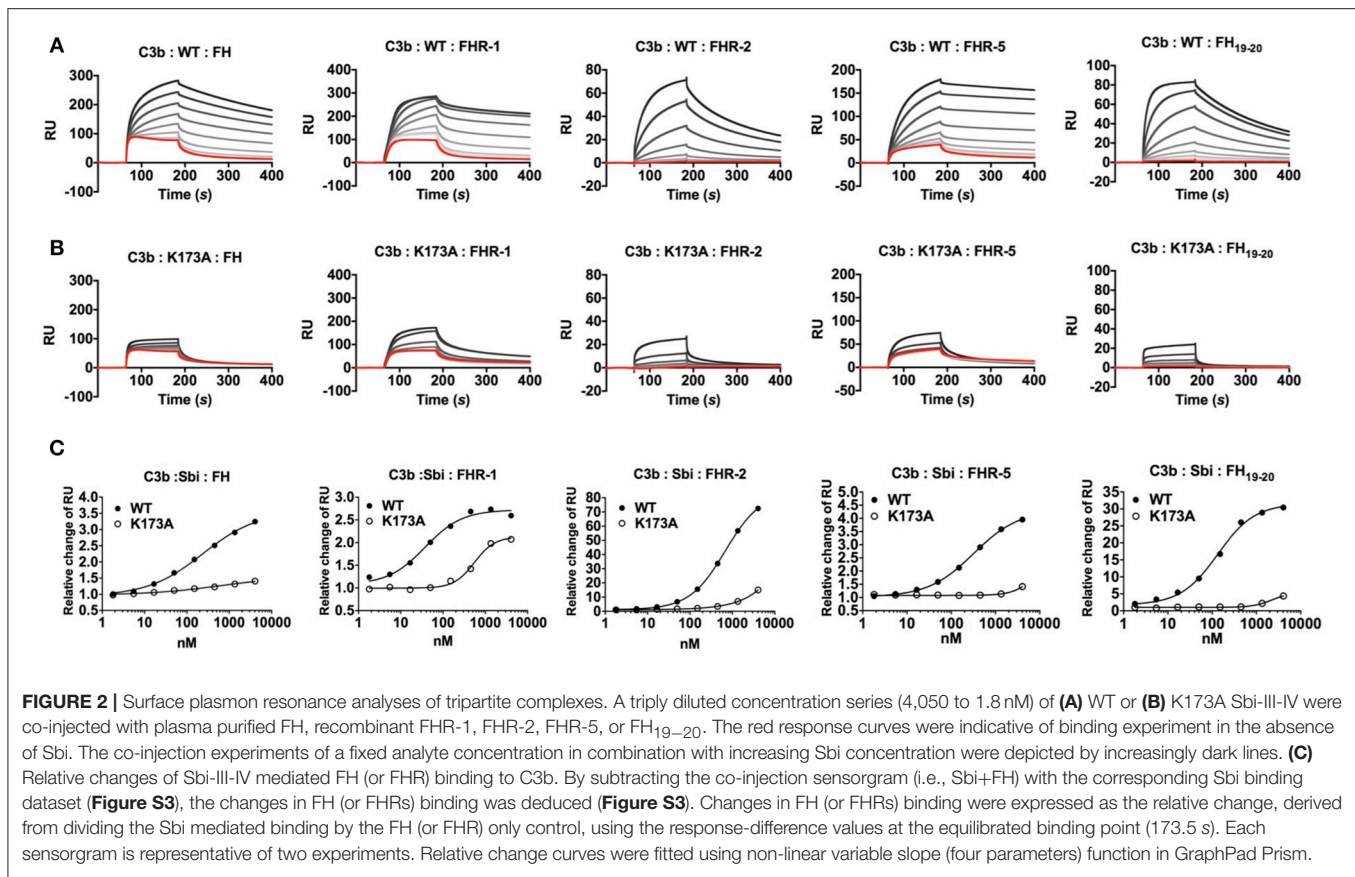 A
C3b : WT : FH
C3b : WT : FHR-1
C3b : WT : FHR-2
C3b : WT : FHR-5
C3b : WT : FH19-20
RU
300
200
100
0
-100
100 200 300 400
Time (s)
RU
400
300
200
100
0
-100
100 200 300 400
Time (s)
RU
80
60
40
20
0
-20
100 200 300 400
Time (s)
RU
200
150
100
50
0
-50
100 200 300 400
Time (s)
RU
100
80
60
40
20
0
-20
100 200 300 400
Time (s)
B
C3b : K173A : FH
C3b : K173A : FHR-1
C3b : K173A : FHR-2
C3b : K173A : FHR-5
C3b : K173A : FH19-20
RU
300
200
100
0
-100
100 200 300 400
Time (s)
RU
400
300
200
100
0
-100
100 200 300 400
Time (s)
RU
80
60
40
20
0
-20
100 200 300 400
Time (s)
RU
200
150
100
50
0
-50
100 200 300 400
Time (s)
RU
100
80
60
40
20
0
-20
100 200 300 400
Time (s)
C
C3b :Sbi : FH
C3b : Sbi : FHR-1
C3b : Sbi : FHR-2
C3b : Sbi : FHR-5
C3b : Sbi : FH19-20
Relative change of RU
4.0
3.5
3.0
2.5
2.0
1.5
1.0
0.5
WT
K173A
1 10 100 1000 10000
nM
Relative change of RU
3.0
2.5
2.0
1.5
1.0
0.5
WT
K173A
1 10 100 1000 10000
nM
Relative change of RU
80
70
60
50
40
30
20
10
0
WT
K173A
1 10 100 1000 10000
nM
Relative change of RU
5.0
4.5
4.0
3.5
3.0
2.5
2.0
1.5
1.0
0.5
WT
K173A
1 10 100 1000 10000
nM
Relative change of RU
35
30
25
20
15
10
5
0
WT
K173A
1 10 100 1000 10000
nM
FIGURE 2 | Surface plasmon resonance analyses of tripartite complexes. A triply diluted concentration series (4,050 to 1.8 nM) of (A) WT or (B) K173A Sbi-III-IV were
co-injected with plasma purified FH, recombinant FHR-1, FHR-2, FHR-5, or FH19–20. The red response curves were indicative of binding experiment in the absence
of Sbi. The co-injection experiments of a fixed analyte concentration in combination with increasing Sbi concentration were depicted by increasingly dark lines. (C)
Relative changes of Sbi-III-IV mediated FH (or FHR) binding to C3b. By subtracting the co-injection sensorgram (i.e., Sbi+FH) with the corresponding Sbi binding
dataset (Figure S3), the changes in FH (or FHRs) binding was deduced (Figure S3). Changes in FH (or FHRs) binding were expressed as the relative change, derived
from dividing the Sbi mediated binding by the FH (or FHR) only control, using the response-difference values at the equilibrated binding point (173.5 s). Each
sensorgram is representative of two experiments. Relative change curves were fitted using non-linear variable slope (four parameters) function in GraphPad Prism.